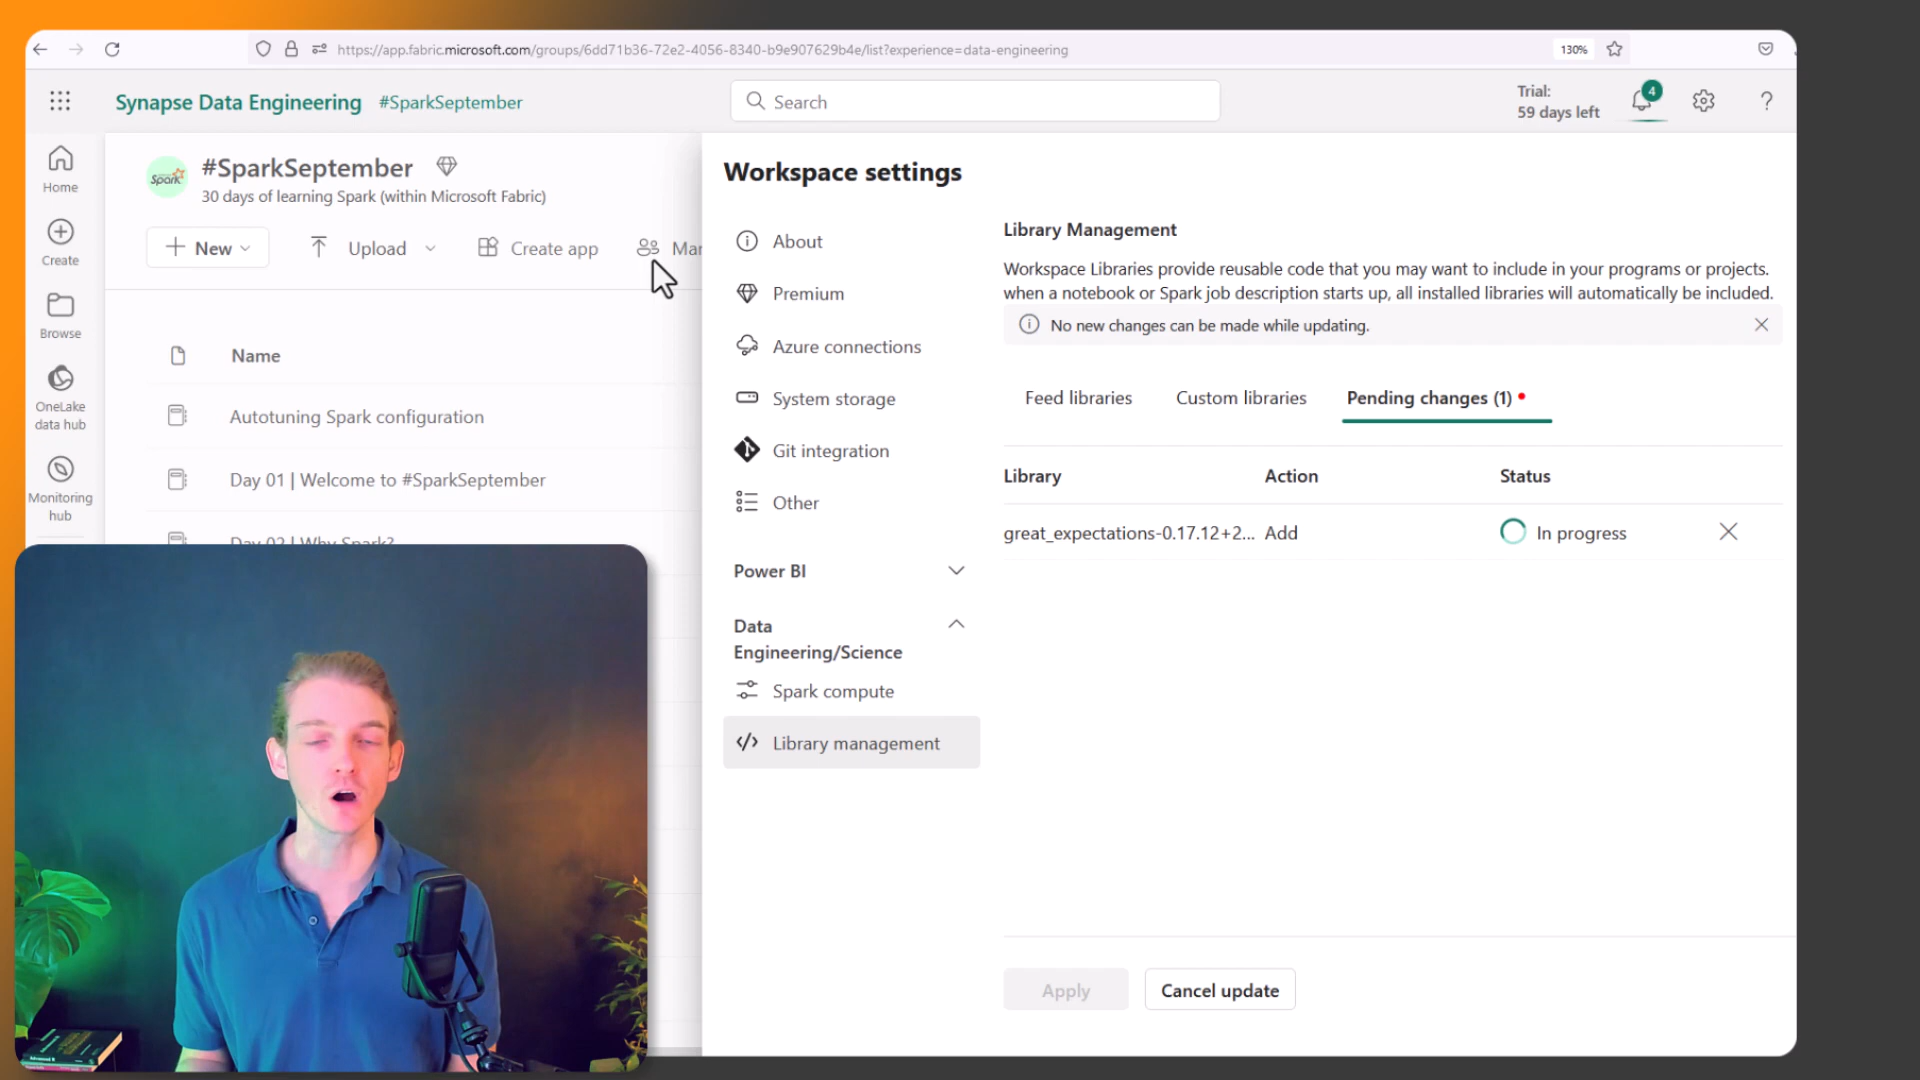 https://app.fabric.microsoft.com/groups/6dd71b36-72e2-4056-8340-b9e907629b4e/list?experience=data-engineering
130%
Synapse Data Engineering
#SparkSeptember
Search
Trial:
59 days left
4
?
Home
Create
Browse
OneLake
data hub
Monitoring
hub
Spark
#SparkSeptember
30 days of learning Spark (within Microsoft Fabric)
New
Upload
Create app
Mar
Name
Autotuning Spark configuration
Day 01 | Welcome to #SparkSeptember
Day 02 | Why Spark?
Workspace settings
About
Premium
Azure connections
System storage
Git integration
Other
Power BI
Data
Engineering/Science
Spark compute
</> Library management
Library Management
Workspace Libraries provide reusable code that you may want to include in your programs or projects.
when a notebook or Spark job description starts up, all installed libraries will automatically be included.
No new changes can be made while updating.
Feed libraries
Custom libraries
Pending changes (1)
Library
Action
Status
great_expectations-0.17.12+2...
Add
In progress
Apply
Cancel update